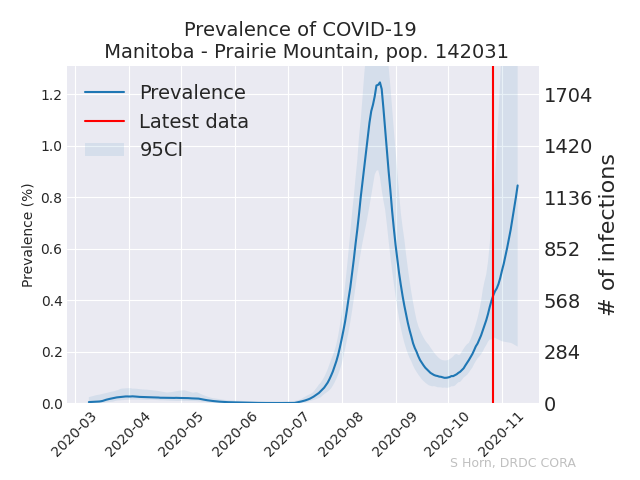 Prevalence of COVID-19
Manitoba - Prairie Mountain, pop. 142031
Prevalence
Latest data
95CI
Prevalence (%)
1.2
1.0
0.8
0.6
0.4
0.2
0.0
1704
1420
1136
852
568
284
0
# of infections
2020-03
2020-04
2020-05
2020-06
2020-07
2020-08
2020-09
2020-10
2020-11
S Horn, DRDC CORA